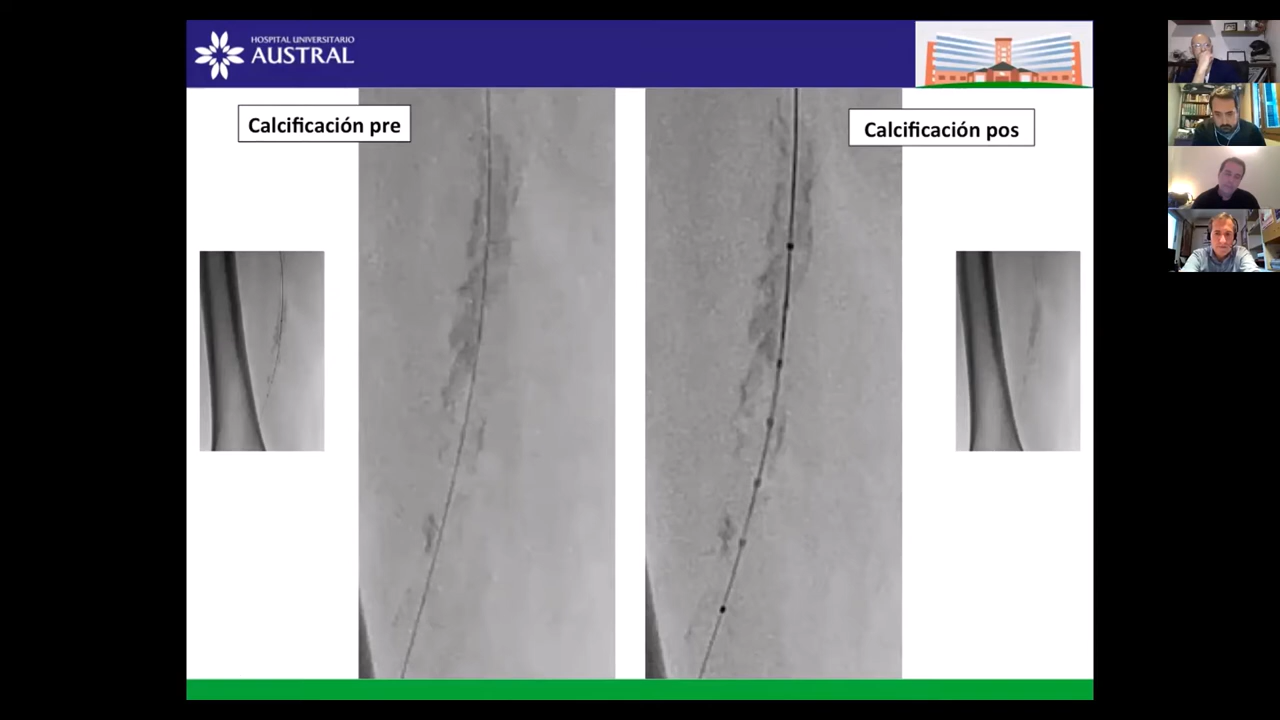 HOSPITAL UNIVERSITARIO
AUSTRAL
Calcificación pre
Calcificación pos